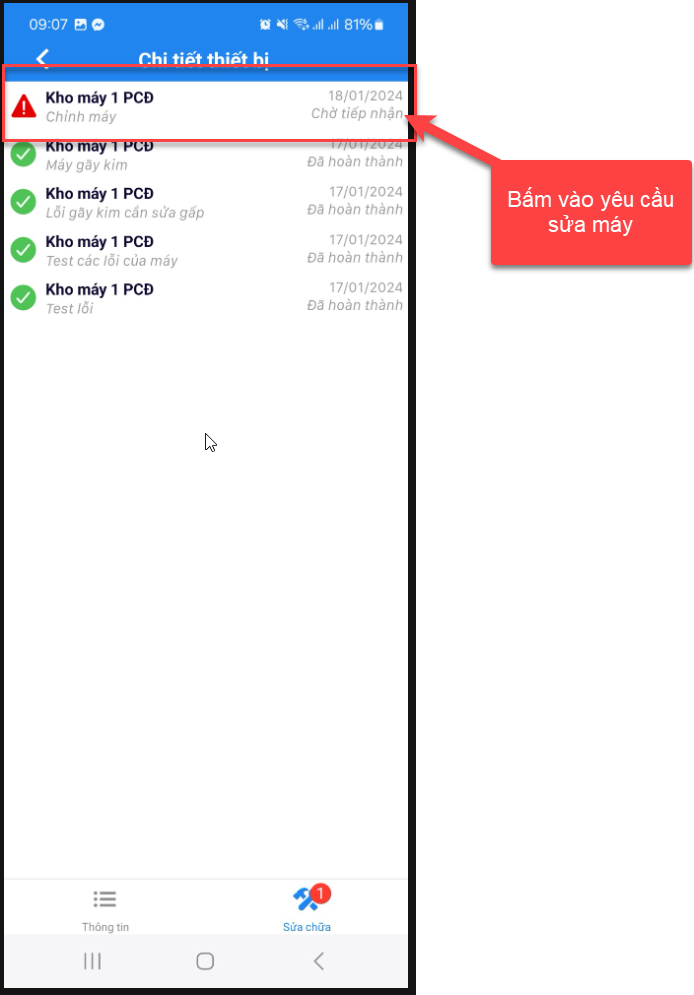 09:07
81%
Chi tiết thiết bị
Kho máy 1 PCĐ
18/01/2024
Chỉnh máy
Chờ tiếp nhận
Kho máy 1 PCĐ
17/01/2024
Máy gãy kim
Đã hoàn thành
Kho máy 1 PCĐ
17/01/2024
Lỗi gãy kim cần sửa gấp
Đã hoàn thành
Kho máy 1 PCĐ
17/01/2024
Test các lỗi của máy
Đã hoàn thành
Kho máy 1 PCĐ
17/01/2024
Test lỗi
Đã hoàn thành
Bấm vào yêu cầu
sửa máy
1
Thông tin
Sửa chữa